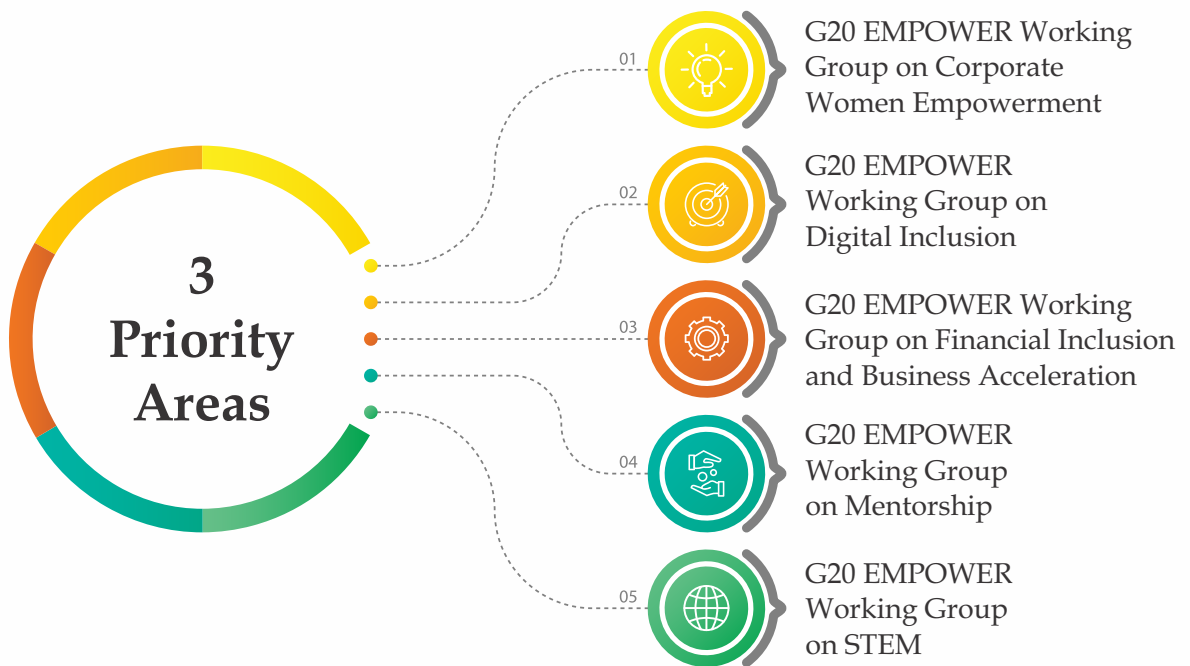 3
Priority
Areas
01
G20 EMPOWER Working
Group on Corporate
Women Empowerment
02
G20 EMPOWER
Working Group on
Digital Inclusion
03
G20 EMPOWER Working
Group on Financial Inclusion
and Business Acceleration
04
G20 EMPOWER
Working Group
on Mentorship
05
G20 EMPOWER
Working Group
on STEM